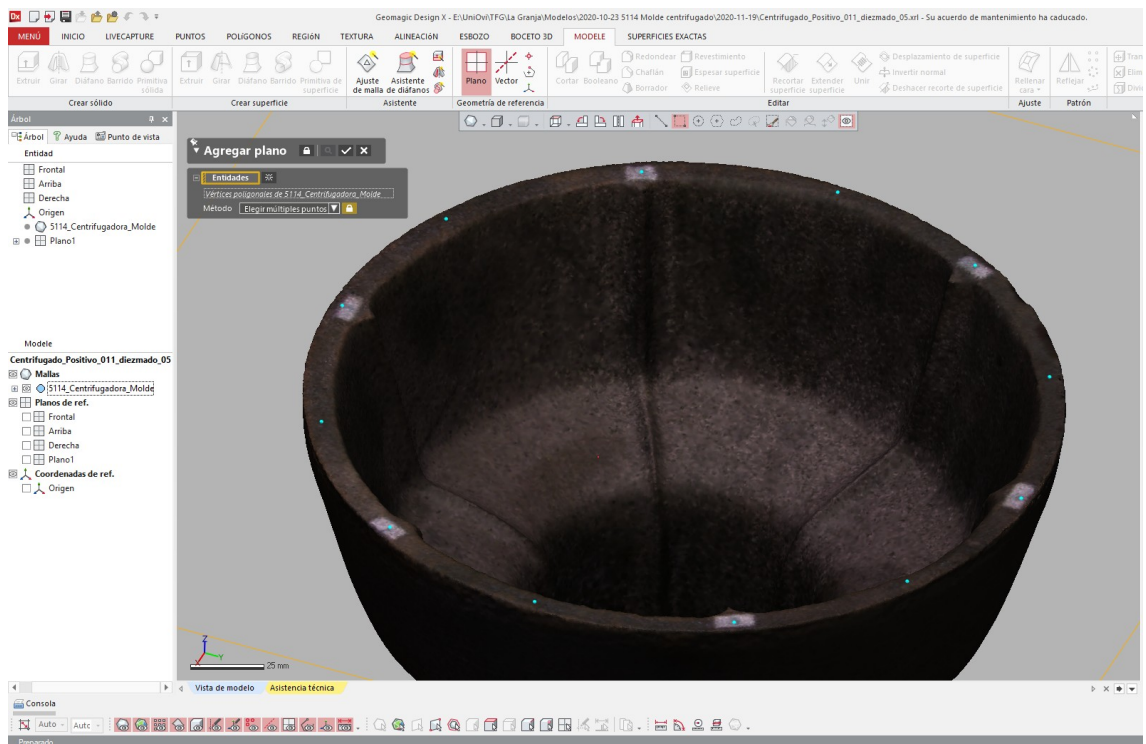 Geomagic Design X - E:\UniOvi\TFG\La Granja\Modelos\2020-10-23 5114 Molde centrifugado\2020-11-19\Centrifugado_Positivo_011_diezmado_05.xrl - Su acuerdo de mantenimiento ha caducado.
MENÚ INICIO LIVECAPTURE PUNTOS POLÍGONOS REGIÓN TEXTURA ALINEACIÓN ESBOZO BOCETO 3D MODELE SUPERFICIES EXACTAS
Extruir Girar Diáfano Barrido Primitiva sólida
Crear sólido
Extruir Girar Diáfano Barrido Primitiva de superficie
Crear superficie
Ajuste de malla Asistente de diáfanos
Asistente
Plano Vector
Geometría de referencia
Cortar Booleano
Redondear Revestimiento
Chaflán Espesar superficie
Borrador Relieve
Recortar superficie Extender superficie Unir
Desplazamiento de superficie
Invertir normal
Deshacer recorte de superficie
Editar
Rellenar cara
Ajuste
Reflejar
Patrón
Tran
Elim
Divi
Árbol
Árbol Ayuda Punto de vista
Entidad
Frontal
Arriba
Derecha
Origen
5114_Centrifugadora_Molde
Plano1
Agregar plano
Entidades
Vértices poligonales de 5114_Centrifugadora_Molde
Método Elegir múltiples puntos
Modele
Centrifugado_Positivo_011_diezmado_05
Mallas
5114_Centrifugadora_Molde
Planos de ref.
Frontal
Arriba
Derecha
Plano1
Coordenadas de ref.
Origen
Z
Y
X
25 mm
Vista de modelo Asistencia técnica
Consola
Auto Autc
Preparado